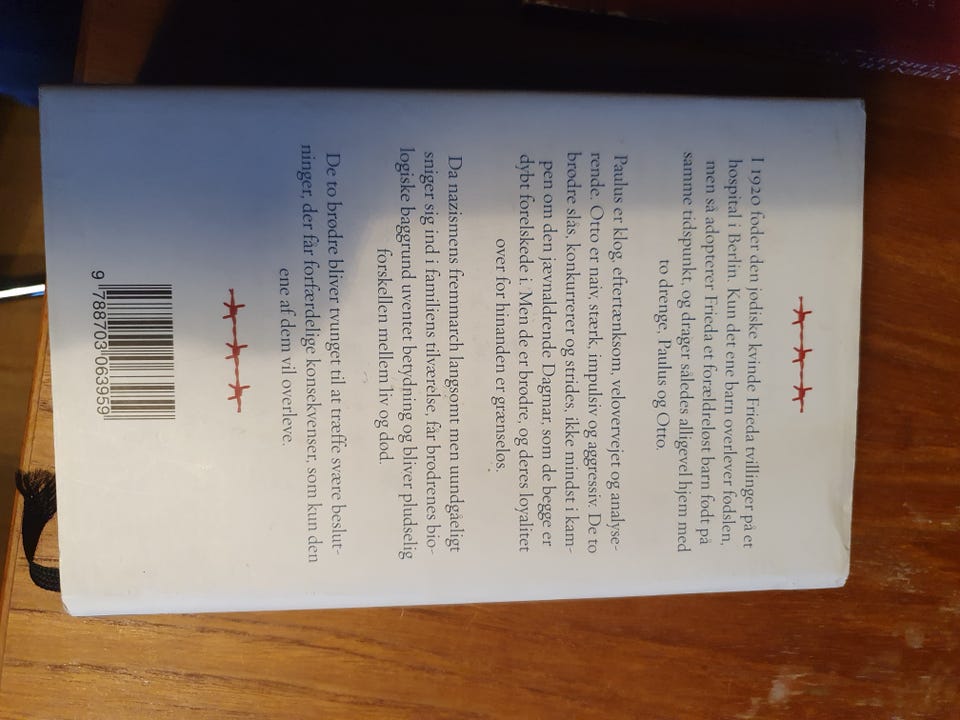 I 1920 føder den jødiske kvinde Frieda tvillinger på et
hospital i Berlin. Kun det ene barn overlever fødslen,
men så adopterer Frieda et forældreløst barn født på
samme tidspunkt, og drager således alligevel hjem med
to drenge, Paulus og Otto.
Paulus er klog, eftertænksom, velovervejet og analyse-
rende. Otto er naiv, stærk, impulsiv og aggressiv. De to
brødre slås, konkurrerer og strides, ikke mindst i kam-
pen om den jævnaldrende Dagmar, som de begge er
dybt forelskede i. Men de er brødre, og deres loyalitet
over for hinanden er grænseløs.
Da nazismens fremmarch langsomt men uundgåeligt
sniger sig ind i familiens tilværelse, får brødrenes bio-
logiske baggrund uventet betydning og bliver pludselig
forskellen mellem liv og død.
De to brødre bliver tvunget til at træffe svære beslut-
ninger, der får forfærdelige konsekvenser, som kun den
ene af dem vil overleve.
9 788703 063959